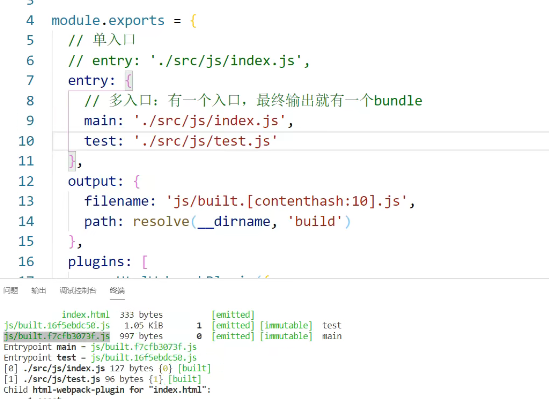 3
4 module.exports = {
5 // 单入口
6 // entry: './src/js/index.js',
7 entry: {
8 // 多入口：有一个入口，最终输出就有一个bundle
9 main: './src/js/index.js',
10 test: './src/js/test.js'
11 },
12 output: {
13 filename: 'js/built.[contenthash:10].js',
14 path: resolve(__dirname, 'build')
15 },
16 plugins: [
问题 输出 调试控制台 终端
index.html 333 bytes [emitted]
js/built.16f5ebdc50.js 1.05 KiB 1 [emitted] [immutable] test
js/built.f7cfb3073f.js 997 bytes 0 [emitted] [immutable] main
Entrypoint main = js/built.f7cfb3073f.js
Entrypoint test = js/built.16f5ebdc50.js
[0] ./src/js/index.js 127 bytes {0} [built]
[1] ./src/js/test.js 96 bytes {1} [built]
Child html-webpack-plugin for "index.html":